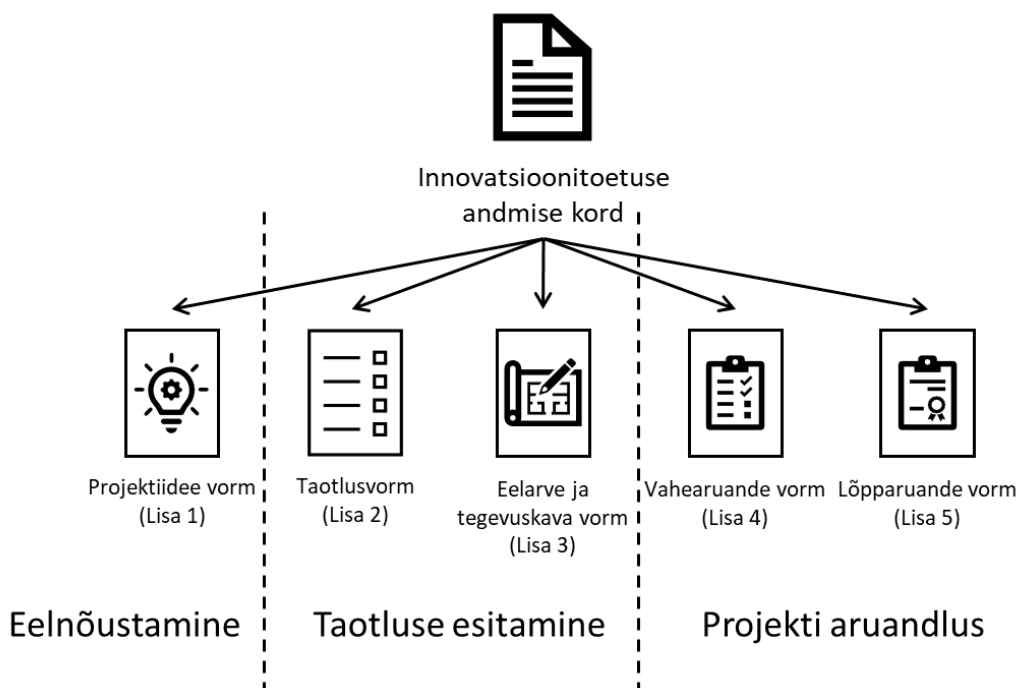 Innovatsioonitoetuse
andmise kord
Projektiidee vorm
(Lisa 1)
Taotlusvorm
(Lisa 2)
Eelarve ja
tegevuskava vorm
(Lisa 3)
Vahearuande vorm
(Lisa 4)
Lõpparuande vorm
(Lisa 5)
Eelnõustamine
Taotluse esitamine
Projekti aruandlus